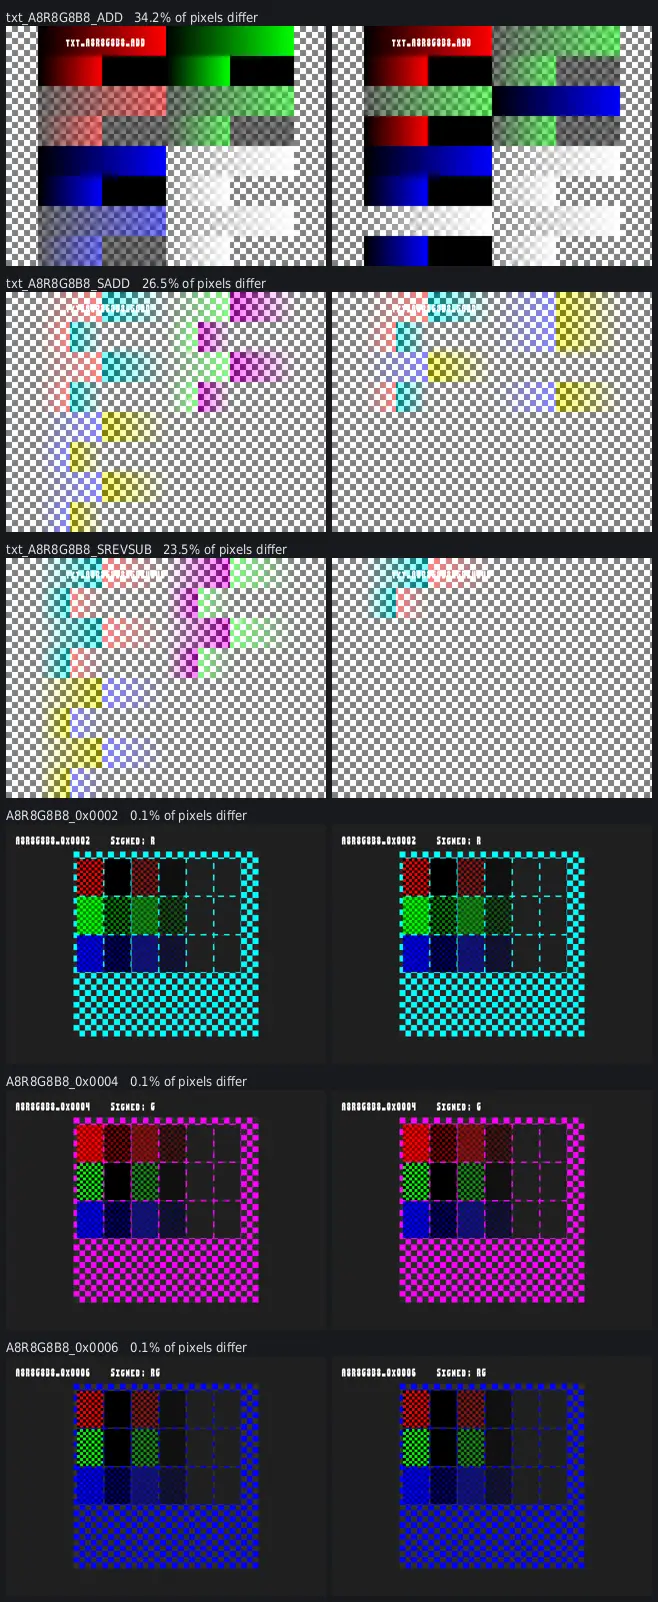 txt_A8R8G8B8_ADD   34.2% of pixels differ
TXT_A8R8G8B8_ADD TXT_A8R8G8B8_ADD
txt_A8R8G8B8_SADD   26.5% of pixels differ
txt_A8R8G8B8_SREVSUB   23.5% of pixels differ
A8R8G8B8_0x0002   0.1% of pixels differ
A8R8G8B8_0x0002 Signed: R A8R8G8B8_0x0002 Signed: R
A8R8G8B8_0x0004   0.1% of pixels differ
A8R8G8B8_0x0004 Signed: G A8R8G8B8_0x0004 Signed: G
A8R8G8B8_0x0006   0.1% of pixels differ
A8R8G8B8_0x0006 Signed: RG A8R8G8B8_0x0006 Signed: RG